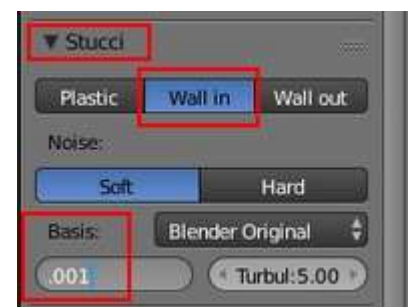 Stucci
Plastic Wall in Wall out
Noise:
Soft Hard
Basis: Blender Original
.001 Turbul:5.00